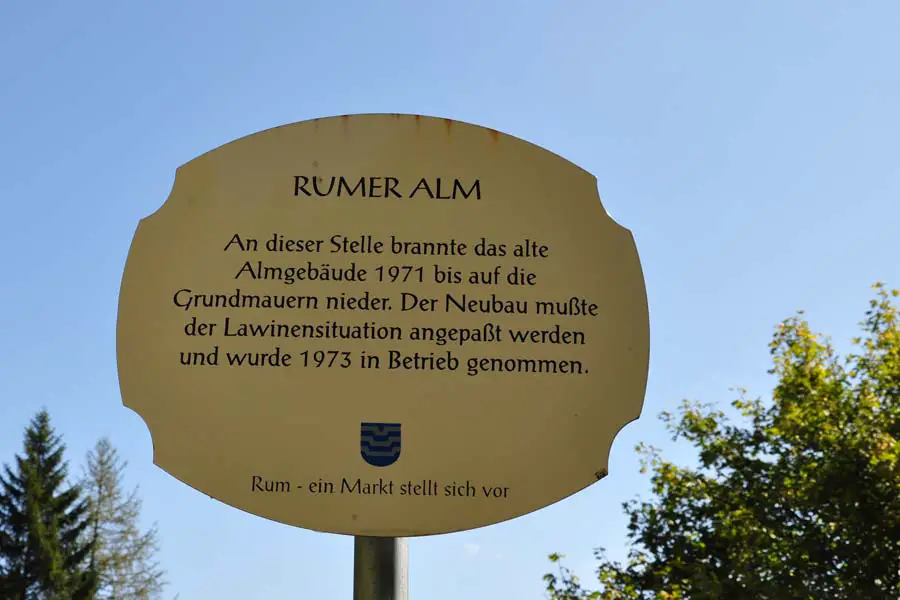 RUMER ALM
An dieser Stelle brannte das alte
Almgebäude 1971 bis auf die
Grundmauern nieder. Der Neubau mußte
der Lawinensituation angepaßt werden
und wurde 1973 in Betrieb genommen.
Rum - ein Markt stellt sich vor